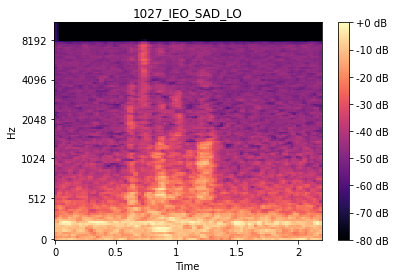 1027_IEO_SAD_LO
8192
4096
2048
1024
512
0
Hz
0
0.5
1
1.5
2
Time
+0 dB
-10 dB
-20 dB
-30 dB
-40 dB
-50 dB
-60 dB
-70 dB
-80 dB